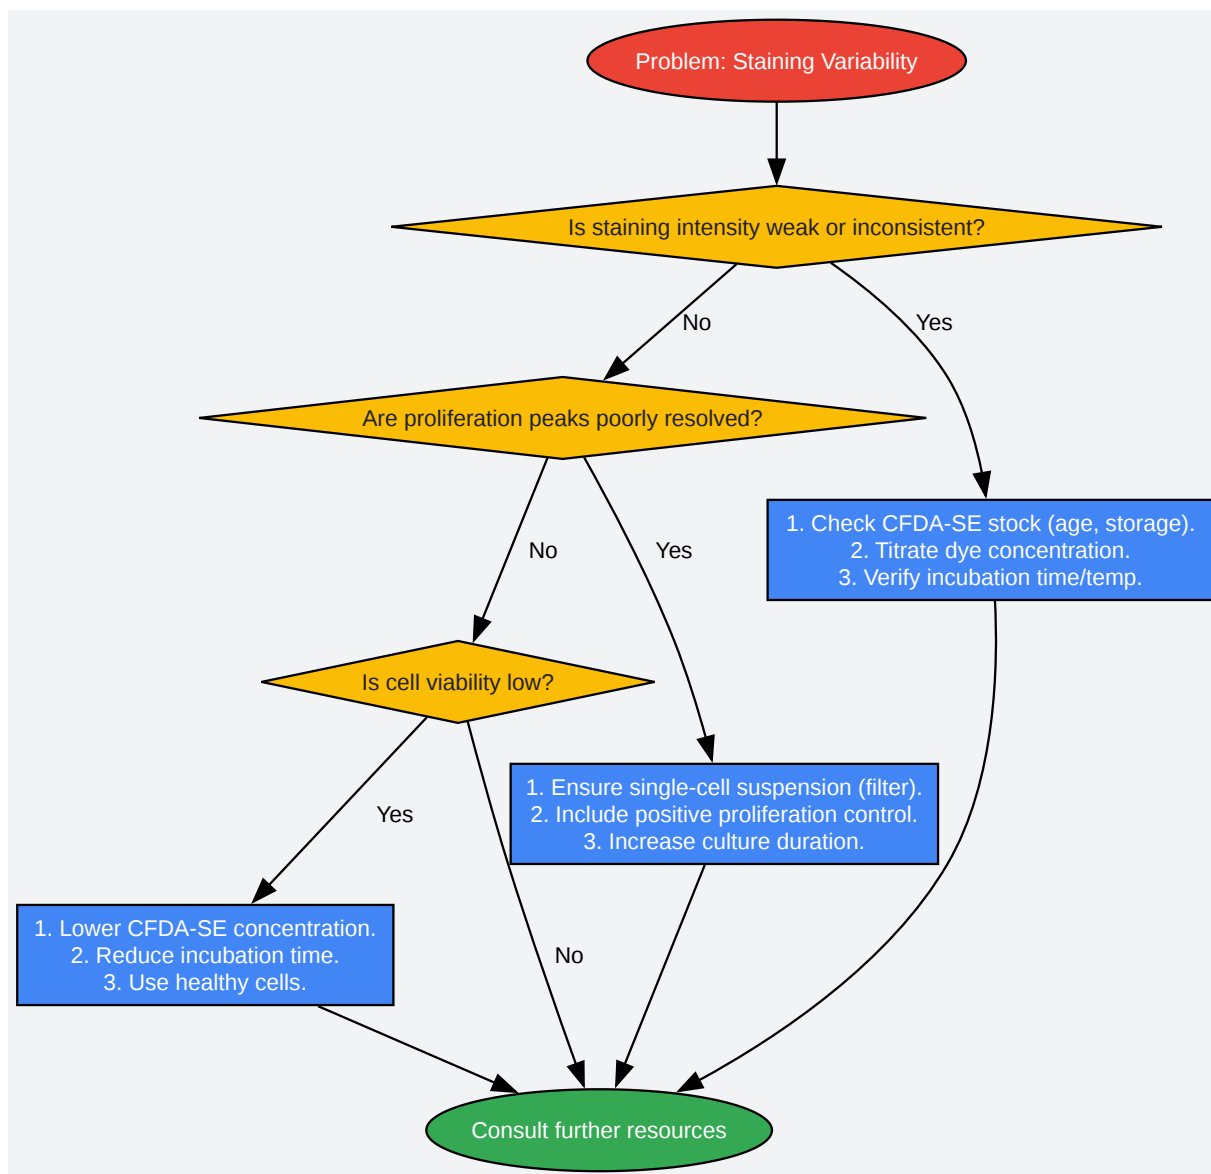 Problem: Staining Variability
Is staining intensity weak or inconsistent?
No
Yes
Are proliferation peaks poorly resolved?
1. Check CFDA-SE stock (age, storage).
2. Titrate dye concentration.
3. Verify incubation time/temp.
No
Yes
Is cell viability low?
1. Ensure single-cell suspension (filter).
2. Include positive proliferation control.
3. Increase culture duration.
Yes
1. Lower CFDA-SE concentration.
2. Reduce incubation time.
3. Use healthy cells.
No
Consult further resources